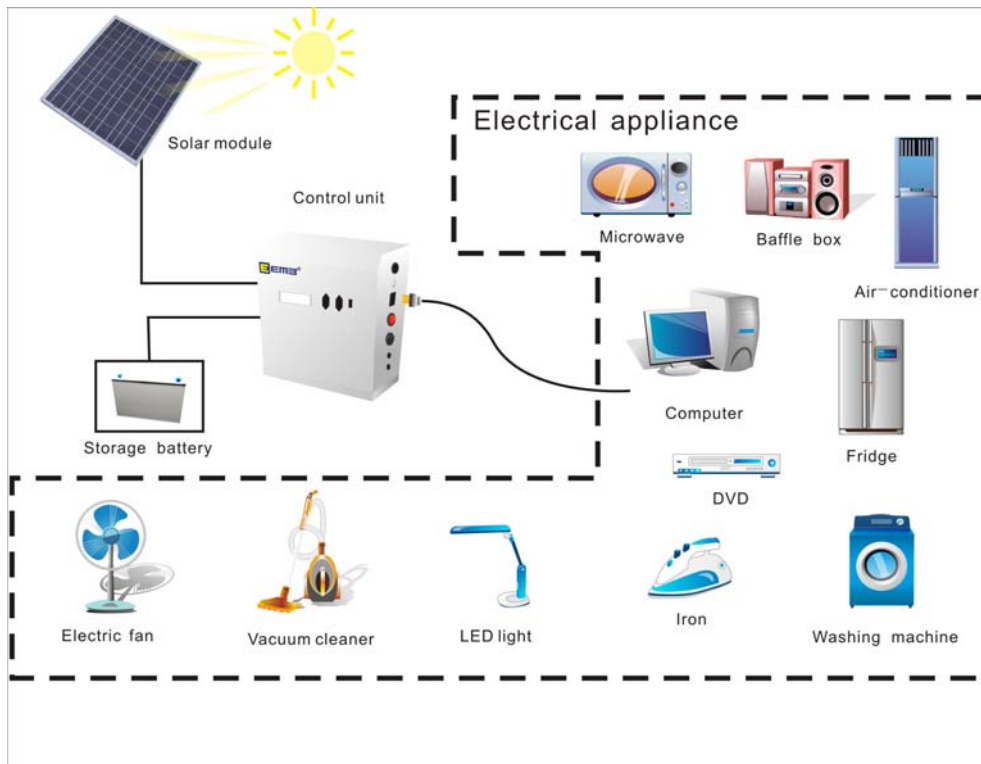 Solar module
Electrical appliance
Control unit
Microwave
Baffle box
Air-conditioner
EEMB®
Computer
Storage battery
Fridge
DVD
Electric fan
Vacuum cleaner
LED light
Iron
Washing machine